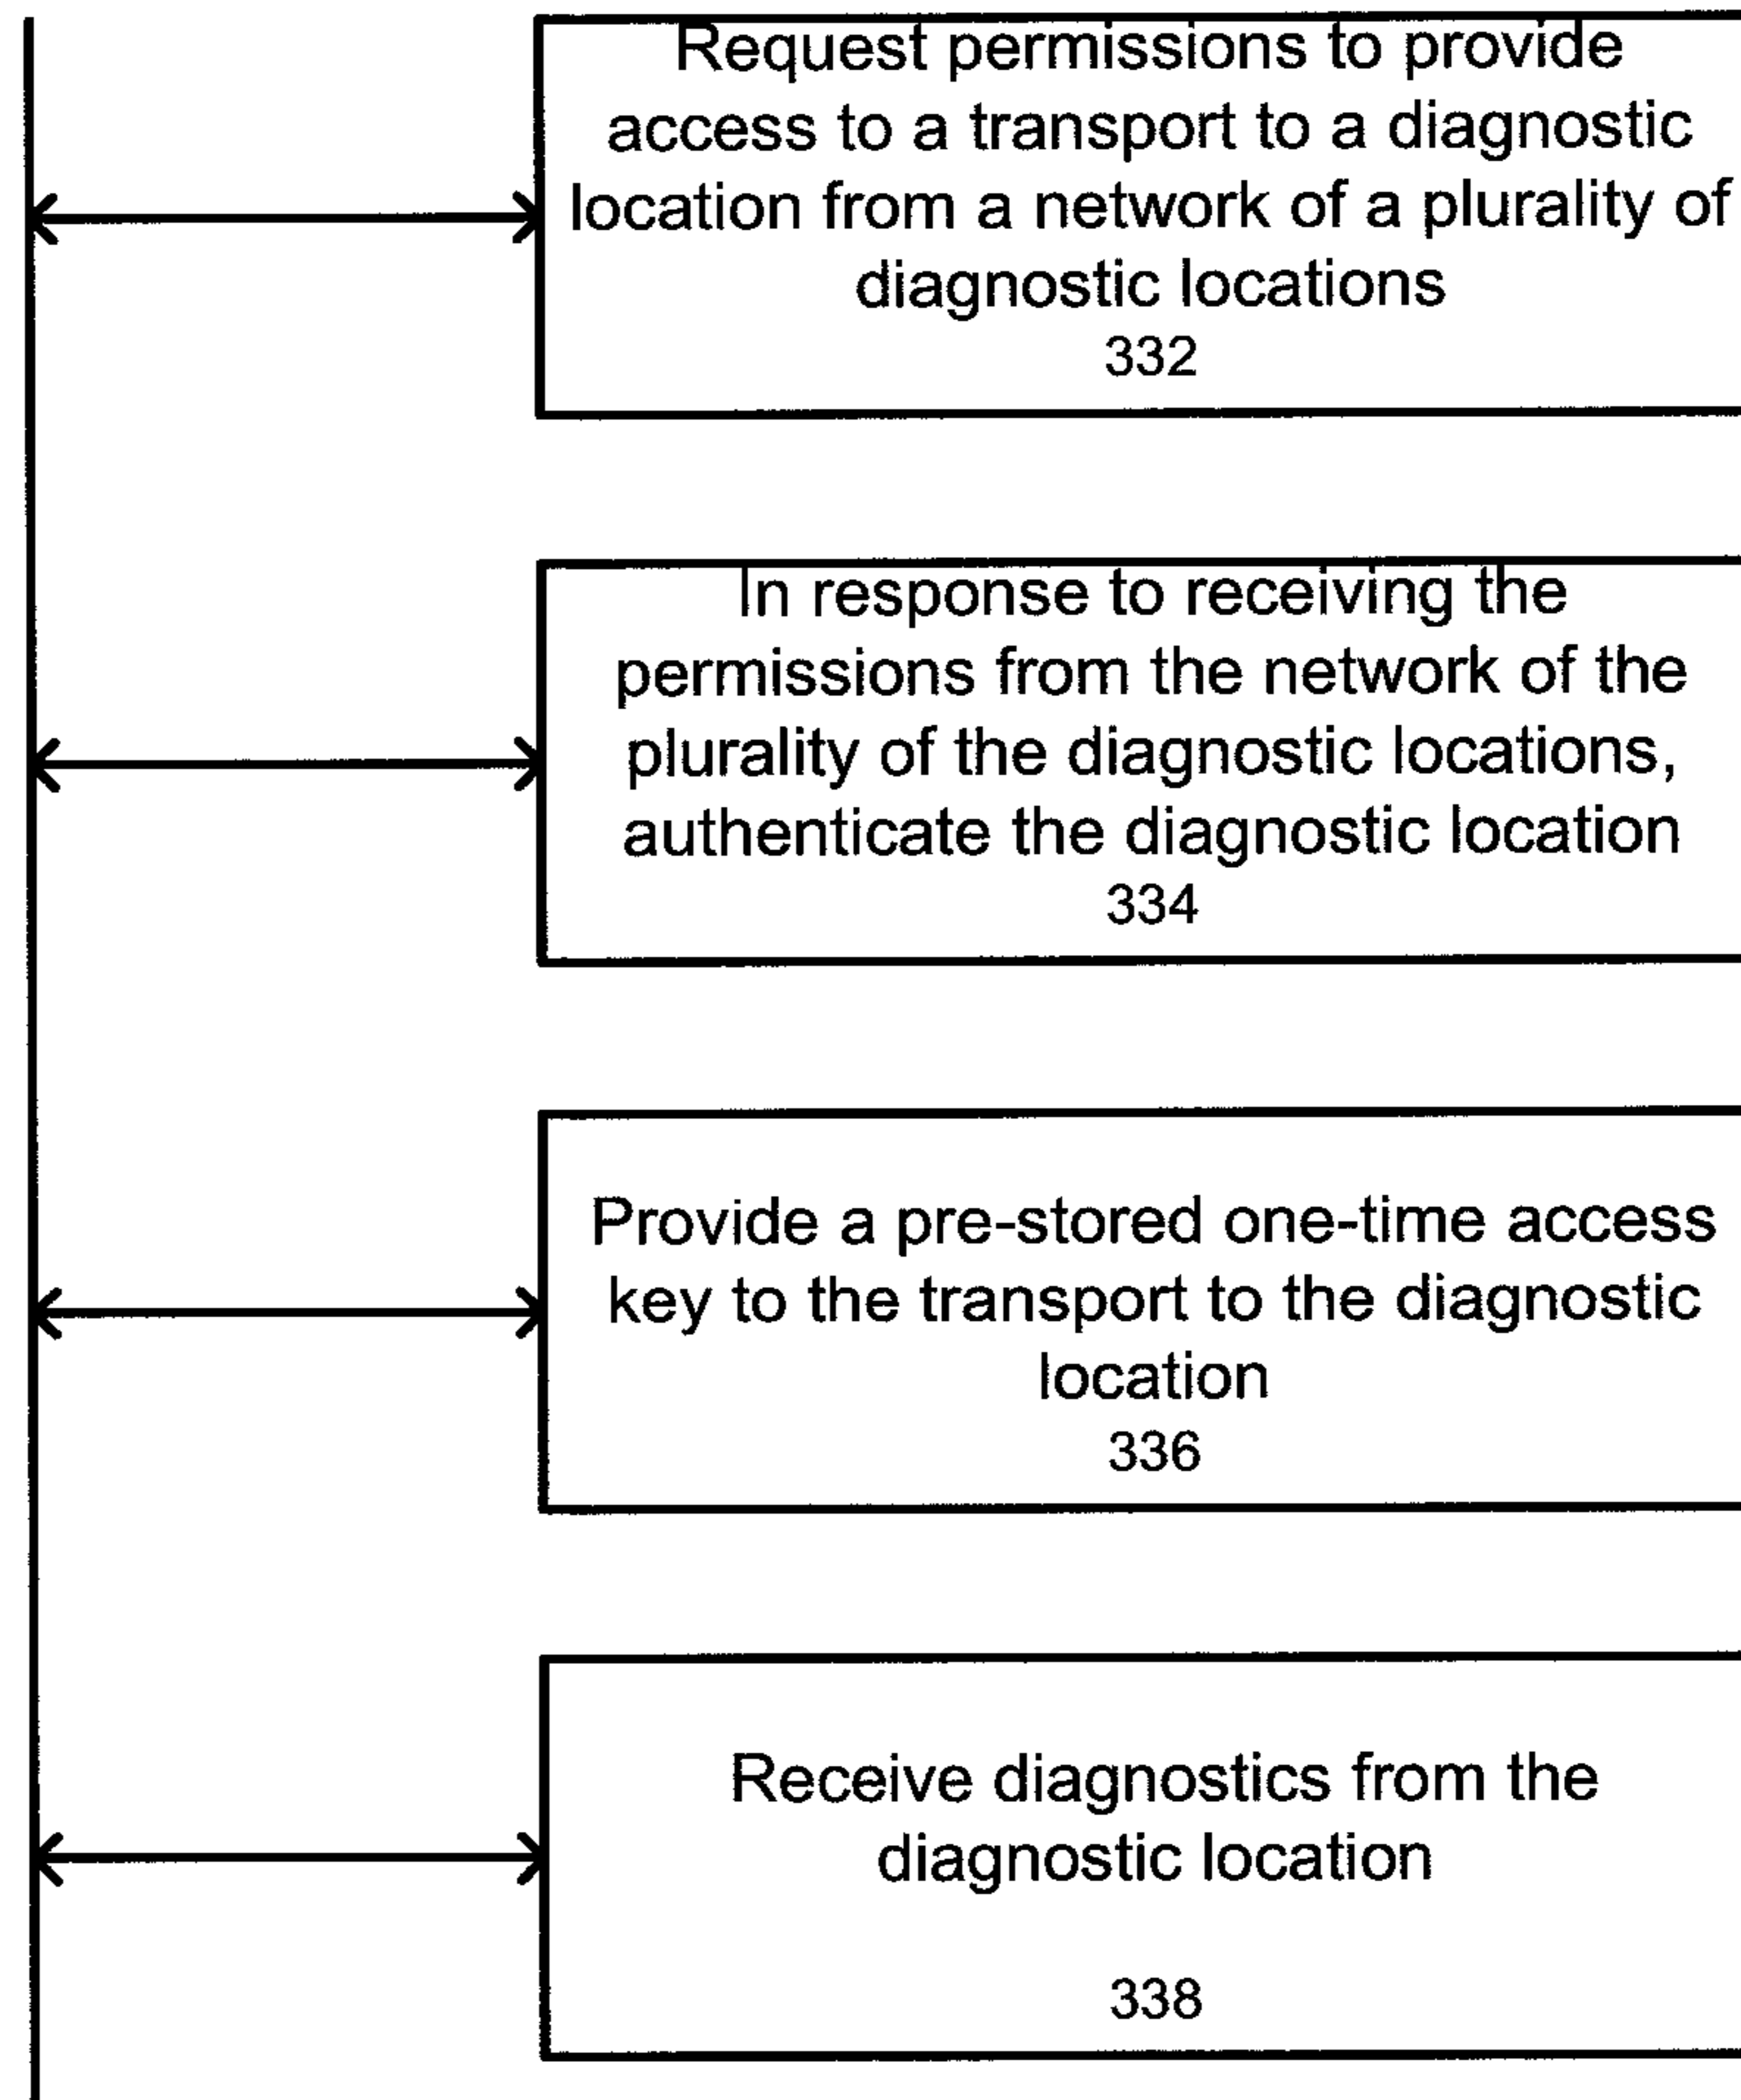 Request permissions to provide
access to a transport to a diagnostic
location from a network of a plurality of
diagnostic locations
332
In response to receiving the
permissions from the network of the
plurality of the diagnostic locations,
authenticate the diagnostic location
334
Provide a pre-stored one-time access
key to the transport to the diagnostic
location
336
Receive diagnostics from the
diagnostic location
338